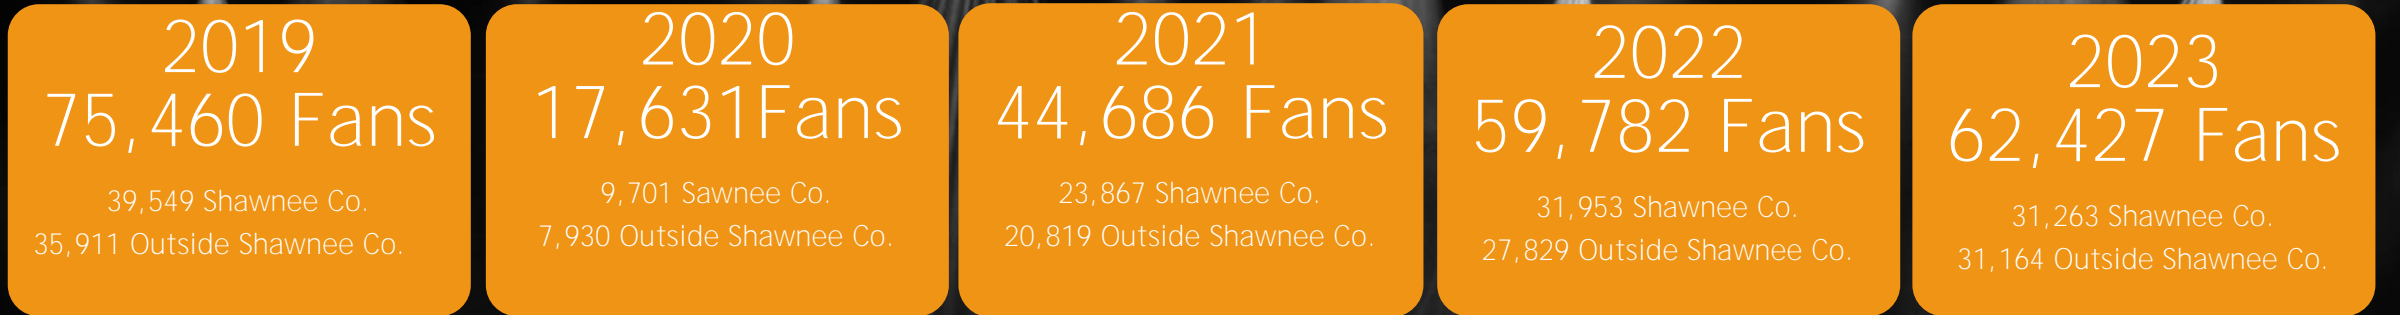 2019
75,460 Fans
39,549 Shawnee Co.
35,911 Outside Shawnee Co.
2020
17,631Fans
9,701 Sawnee Co.
7,930 Outside Shawnee Co.
2021
44,686 Fans
23,867 Shawnee Co.
20,819 Outside Shawnee Co.
2022
59,782 Fans
31,953 Shawnee Co.
27,829 Outside Shawnee Co.
2023
62,427 Fans
31,263 Shawnee Co.
31,164 Outside Shawnee Co.